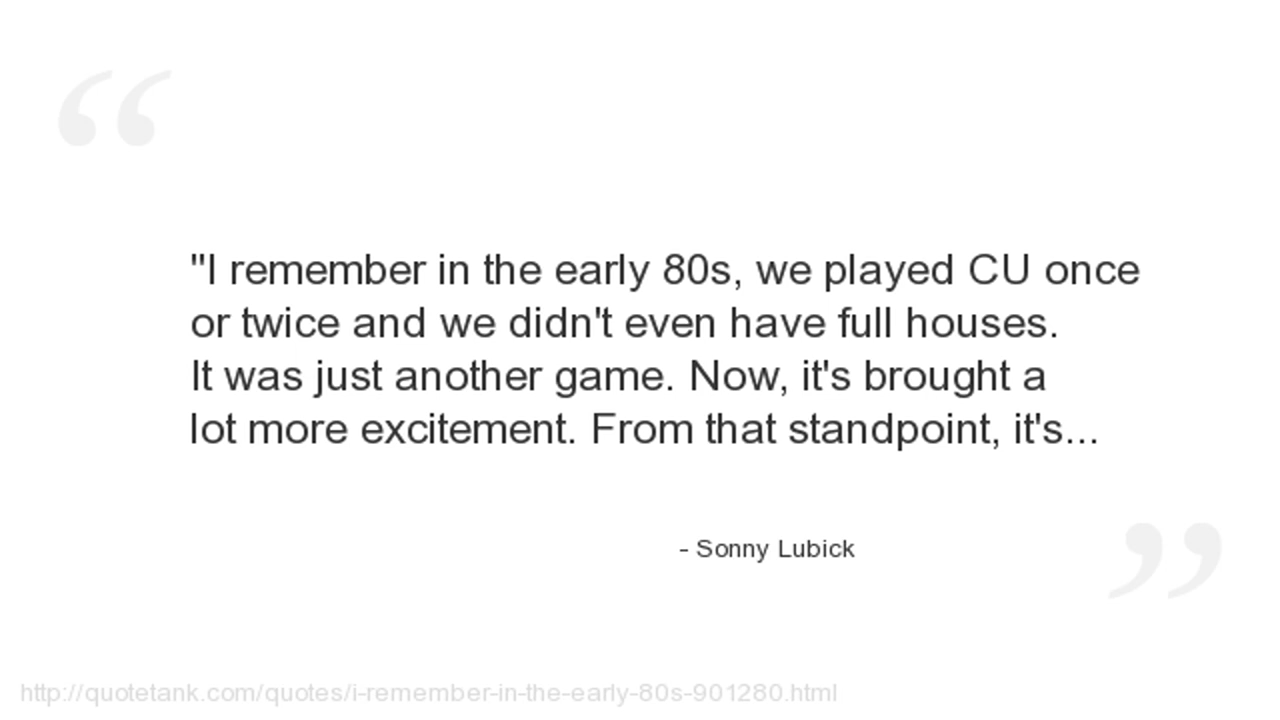 "I remember in the early 80s, we played CU once
or twice and we didn't even have full houses.
It was just another game. Now, it's brought a
lot more excitement. From that standpoint, it's...
- Sonny Lubick
http://quotetank.com/quotes/i-remember-in-the-early-80s-901280.html